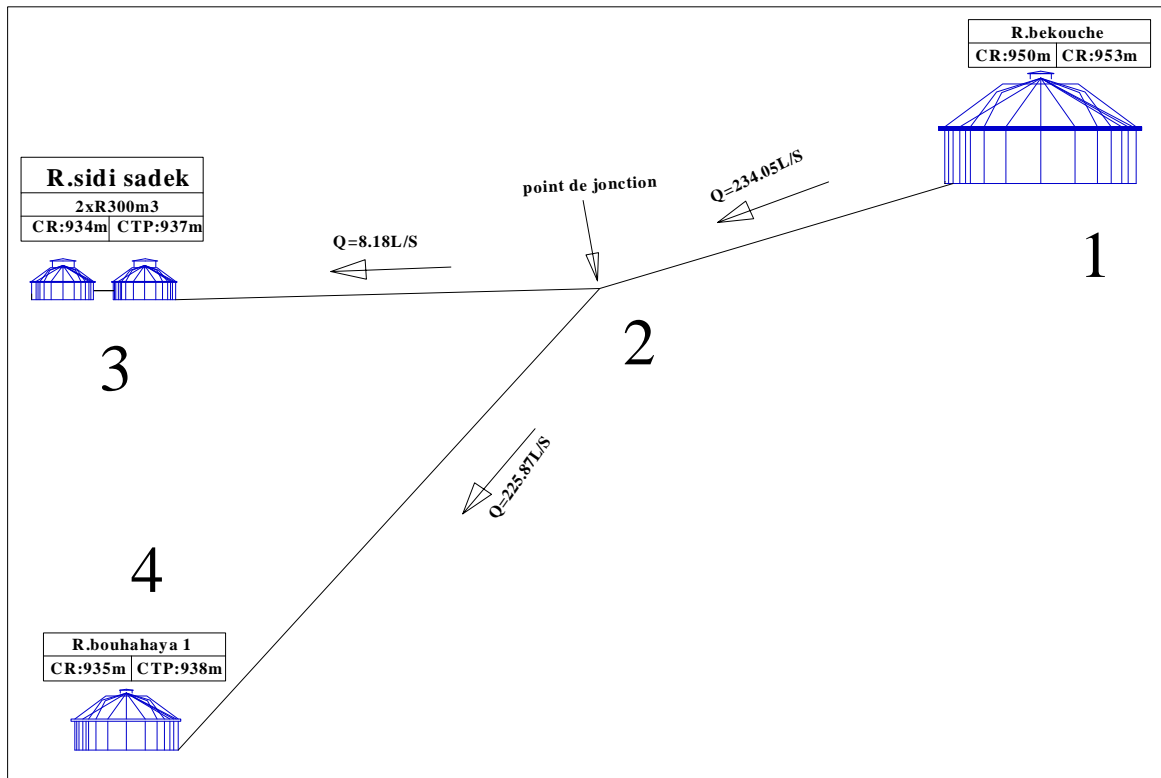 R.bekouche
CR:950m CR:953m
R.sidi sadek
2xR300m3
CR:934m CTP:937m
point de jonction
Q=234.05L/S
Q=8.18L/S
1
2
3
Q=225.87L/S
4
R.bouhahaya 1
CR:935m CTP:938m